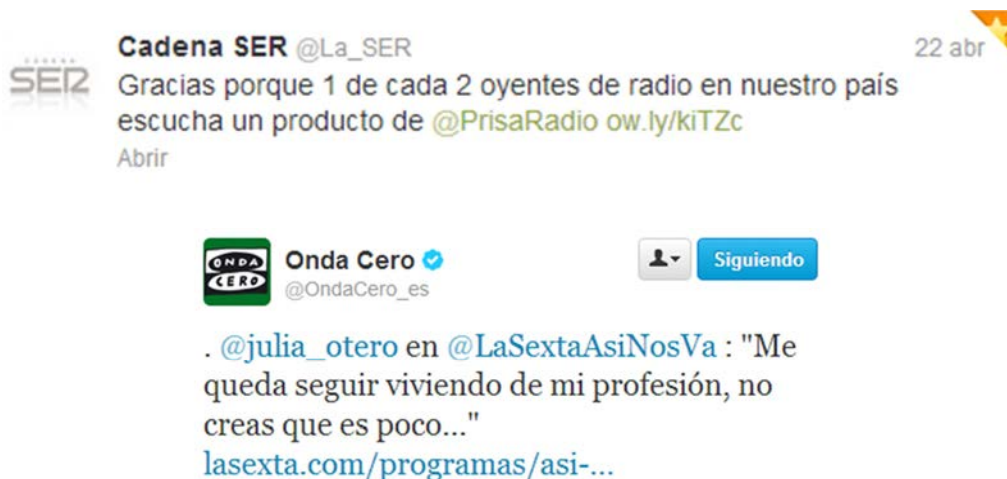 Cadena SER @La_SER 22 abr
SER
Gracias porque 1 de cada 2 oyentes de radio en nuestro país
escucha un producto de @PrisaRadio ow.ly/kiTZc
Abrir
ONDA
CERO
Onda Cero
@OndaCero_es
Siguiendo
. @julia_otero en @LaSextaAsiNosVa : "Me
queda seguir viviendo de mi profesión, no
creas que es poco..."
lasexta.com/programas/asi-...